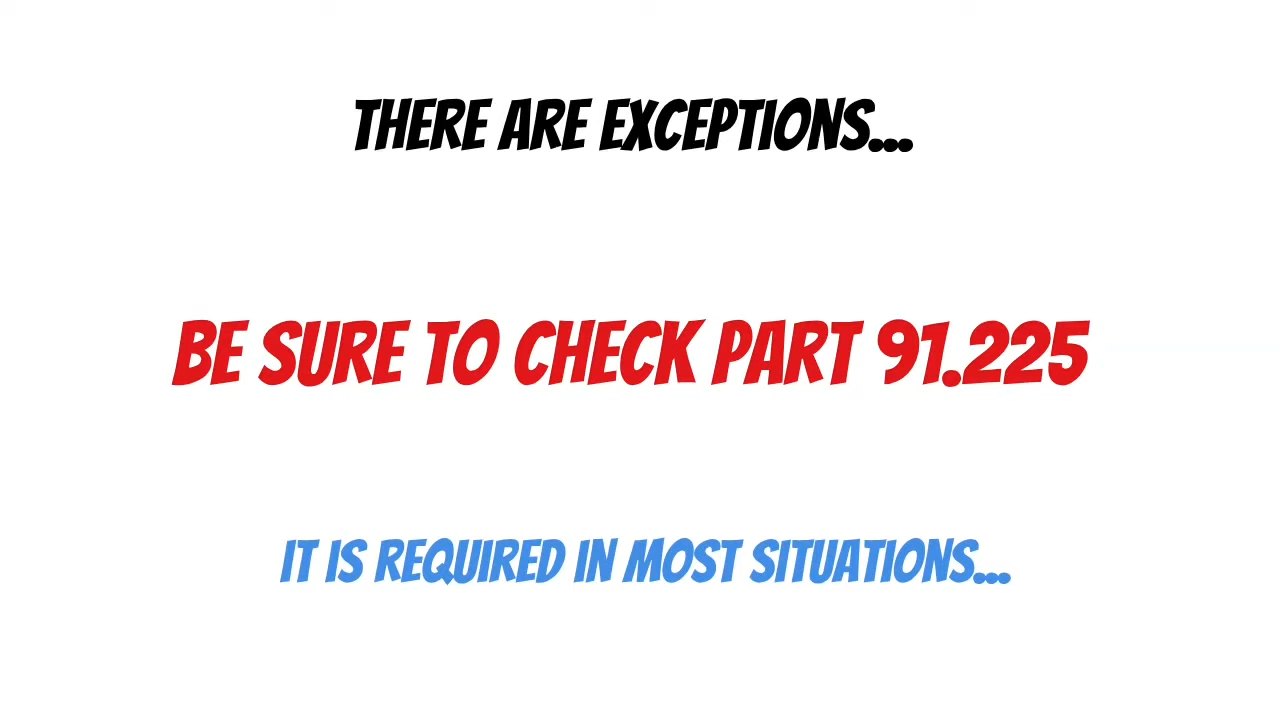 THERE ARE EXCEPTIONS...
BE SURE TO CHECK PART 91.225
IT IS REQUIRED IN MOST SITUATIONS...